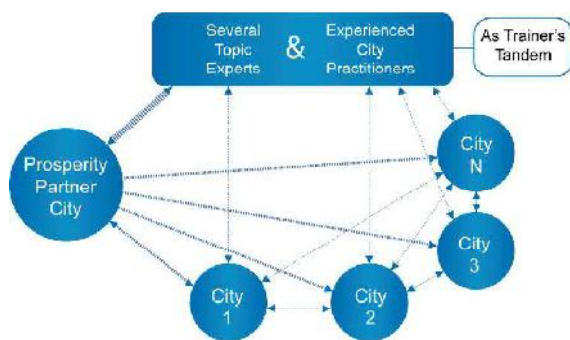 Several
Topic
Experts
&
Experienced
City
Practitioners
As Trainer's
Tandem
Prosperity
Partner
City
City
N
City
3
City
1
City
2